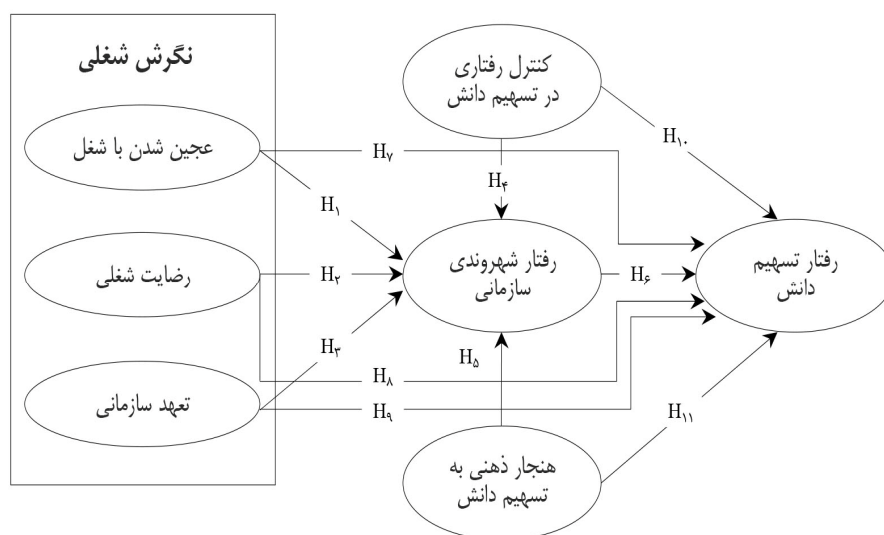 نگرش شغلی
عجین شدن با شغل
رضایت شغلی
تعهد سازمانی
کنترل رفتاری
در تسهیم دانش
رفتار شهروندی
سازمانی
هنجار ذهنی به
تسهیم دانش
رفتار تسهیم
دانش
H۱
H۲
H۳
H۴
H۵
H۶
H۷
H۸
H۹
H۱۰
H۱۱